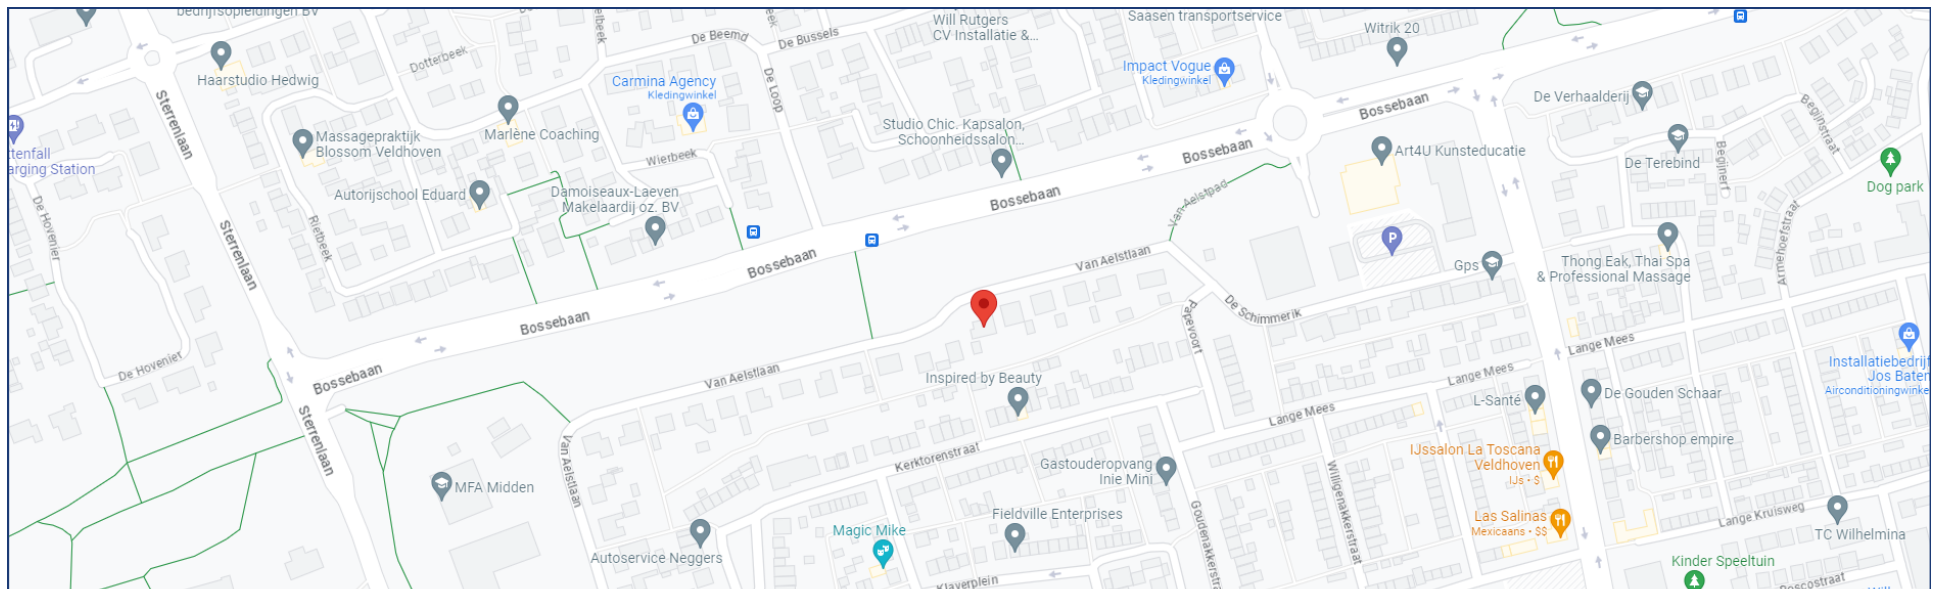 bedrijfsopleidingen BV
Haarstudio Hedwig
Dotterbeek
De Beemd
De Bussels
Will Rutgers
CV Installatie &...
Saasen transportservice
Witrik 20
Carmina Agency
Kledingwinkel
De Loop
Impact Vogue
Kledingwinkel
Bossebaan
De Verhaalderij
Begijnstraat
Sterrenlaan
Massagepraktijk
Blossom Veldhoven
Marlène Coaching
Studio Chic. Kapsalon,
Schoonheidssalon...
Bossebaan
Art4U Kunsteducatie
De Terebind
Begijnerf
Dog park
arging Station
Wierbeek
Autorijschool Eduard
Damoiseaux-Laeven
Makelaardij oz. BV
Bossebaan
Van Aelstpad
De Hovenier
Rietbeek
Sterrenlaan
Bossebaan
Van Aelstlaan
P
Gps
Thong Eak, Thai Spa
& Professional Massage
Armehoefstraat
Papevoort
De Schimmerik
Bossebaan
De Hovenier
Bossebaan
Van Aelstlaan
Inspired by Beauty
Lange Mees
Lange Mees
Installatiebedrijf
Jos Baten
Airconditioningwinkel
L-Santé
De Gouden Schaar
Lange Mees
Sterrenlaan
Van Aelstlaan
Kerktorenstraat
Barbershop empire
IJssalon La Toscana
Veldhoven
IJs • $
Gastouderopvang
Inie Mini
Willigenakkerstraat
MFA Midden
Goudenakkerstra
Fieldville Enterprises
Las Salinas
Mexicaans • $$
Lange Kruisweg
TC Wilhelmina
Autoservice Neggers
Magic Mike
Klaverplein
Kinder Speeltuin
Boscostraat